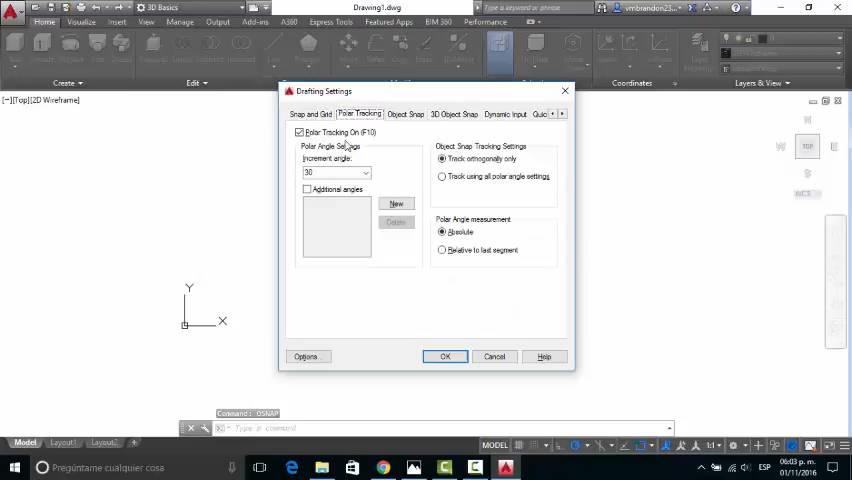 3D Basics
Drawing1.dwg
Type a keyword or phrase
vmbrandon23...
Home Visualize Insert View Manage Output Add-ins A360 Express Tools Featured Apps BIM 360 Performance
Create Edit Selection Coordinates Layers & View
[−][Top][2D Wireframe]
Drafting Settings
Snap and Grid Polar Tracking Object Snap 3D Object Snap Dynamic Input Quic
Polar Tracking On (F10)
Polar Angle Settings
Increment angle:
30
Additional angles
New
Delete
Object Snap Tracking Settings
Track orthogonally only
Track using all polar angle settings
Polar Angle measurement
Absolute
Relative to last segment
Options...
OK
Cancel
Help
W
TOP
E
S
WCS
Y
X
Command: OSNAP
Type a command
Model Layout1 Layout2 +
MODEL
1:1
Pregúntame cualquier cosa
ESP
06:03 p. m.
01/11/2016